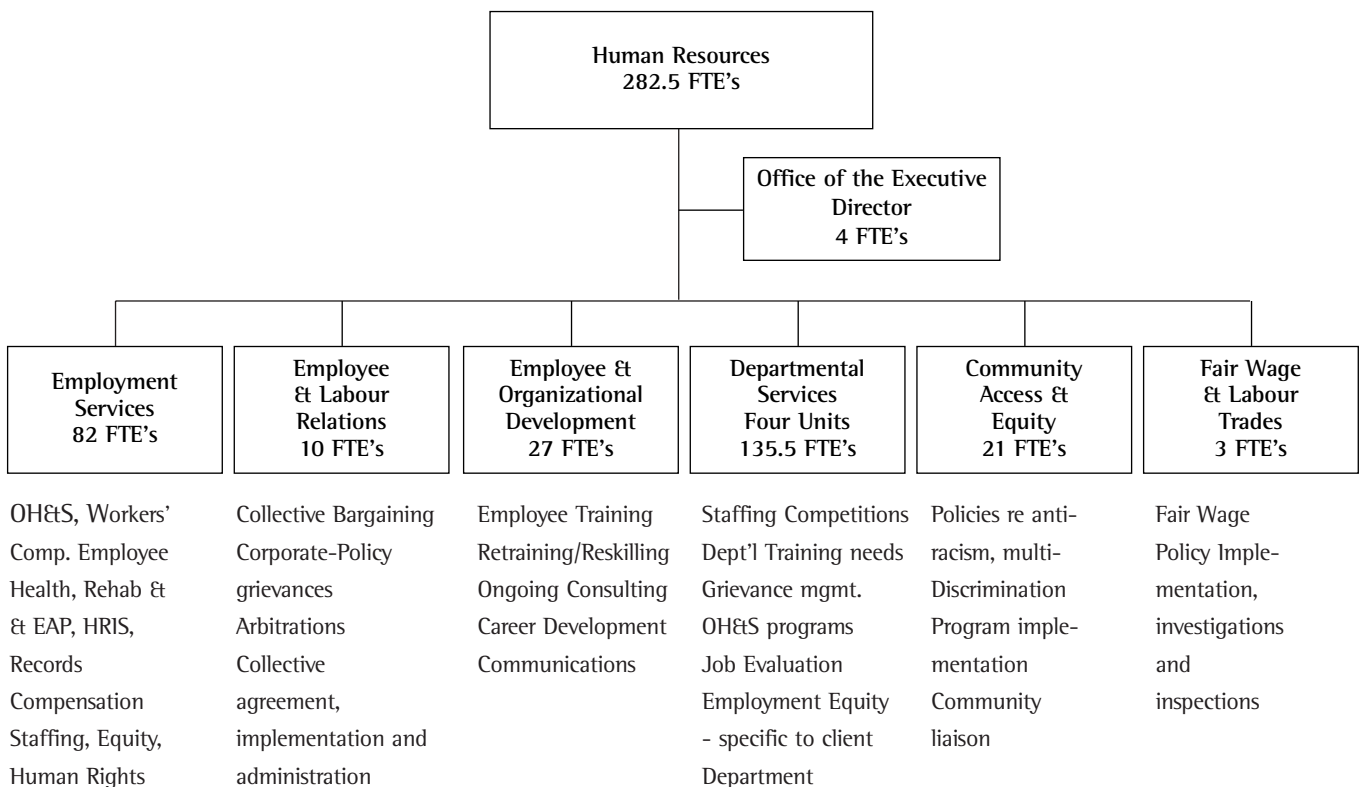 Human Resources
282.5 FTE's
Office of the Executive
Director
4 FTE's
Employment
Services
82 FTE's
Employee
& Labour
Relations
10 FTE's
Employee &
Organizational
Development
27 FTE's
Departmental
Services
Four Units
135.5 FTE's
Community
Access &
Equity
21 FTE's
Fair Wage
& Labour
Trades
3 FTE's
OH&S, Workers'
Comp. Employee
Health, Rehab &
& EAP, HRIS,
Records
Compensation
Staffing, Equity,
Human Rights
Collective Bargaining
Corporate-Policy
grievances
Arbitrations
Collective
agreement,
implementation and
administration
Employee Training
Retraining/Reskilling
Ongoing Consulting
Career Development
Communications
Staffing Competitions
Dept'l Training needs
Grievance mgmt.
OH&S programs
Job Evaluation
Employment Equity
- specific to client
Department
Policies re anti-
racism, multi-
Discrimination
Program imple-
mentation
Community
liaison
Fair Wage
Policy Imple-
mentation,
investigations
and
inspections